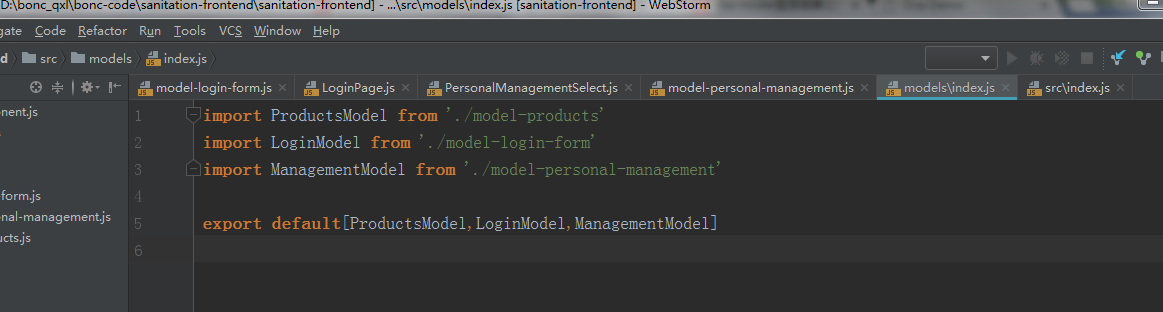 D:\bonc_qxl\bonc-code\sanitation-frontend\sanitation-frontend] - ...\src\models\index.js [sanitation-frontend] - WebStorm
gate Code Refactor Run Tools VCS Window Help
d src models index.js
model-login-form.js LoginPage.js PersonalManagementSelect.js model-personal-management.js models\index.js src\index.js
onent.js
form.js
onal-management.js
ucts.js
1 import ProductsModel from './model-products'
2 import LoginModel from './model-login-form'
3 import ManagementModel from './model-personal-management'
4
5 export default[ProductsModel,LoginModel,ManagementModel]
6